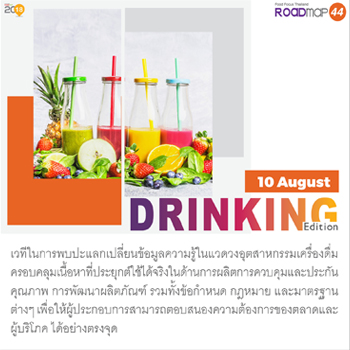 2018
Food Focus Thailand
ROADMAP 44
10 August
DRINKING
Edition
เวทีในการพบปะแลกเปลี่ยนข้อมูลความรู้ในแวดวงอุตสาหกรรมเครื่องดื่ม
ครอบคลุมเนื้อหาที่ประยุกต์ใช้ได้จริงในด้านการผลิตการควบคุมและประกัน
คุณภาพ การพัฒนาผลิตภัณฑ์ รวมทั้งข้อกำหนด กฎหมาย และมาตรฐาน
ต่างๆ เพื่อให้ผู้ประกอบการสามารถตอบสนองความต้องการของตลาดและ
ผู้บริโภค ได้อย่างตรงจุด